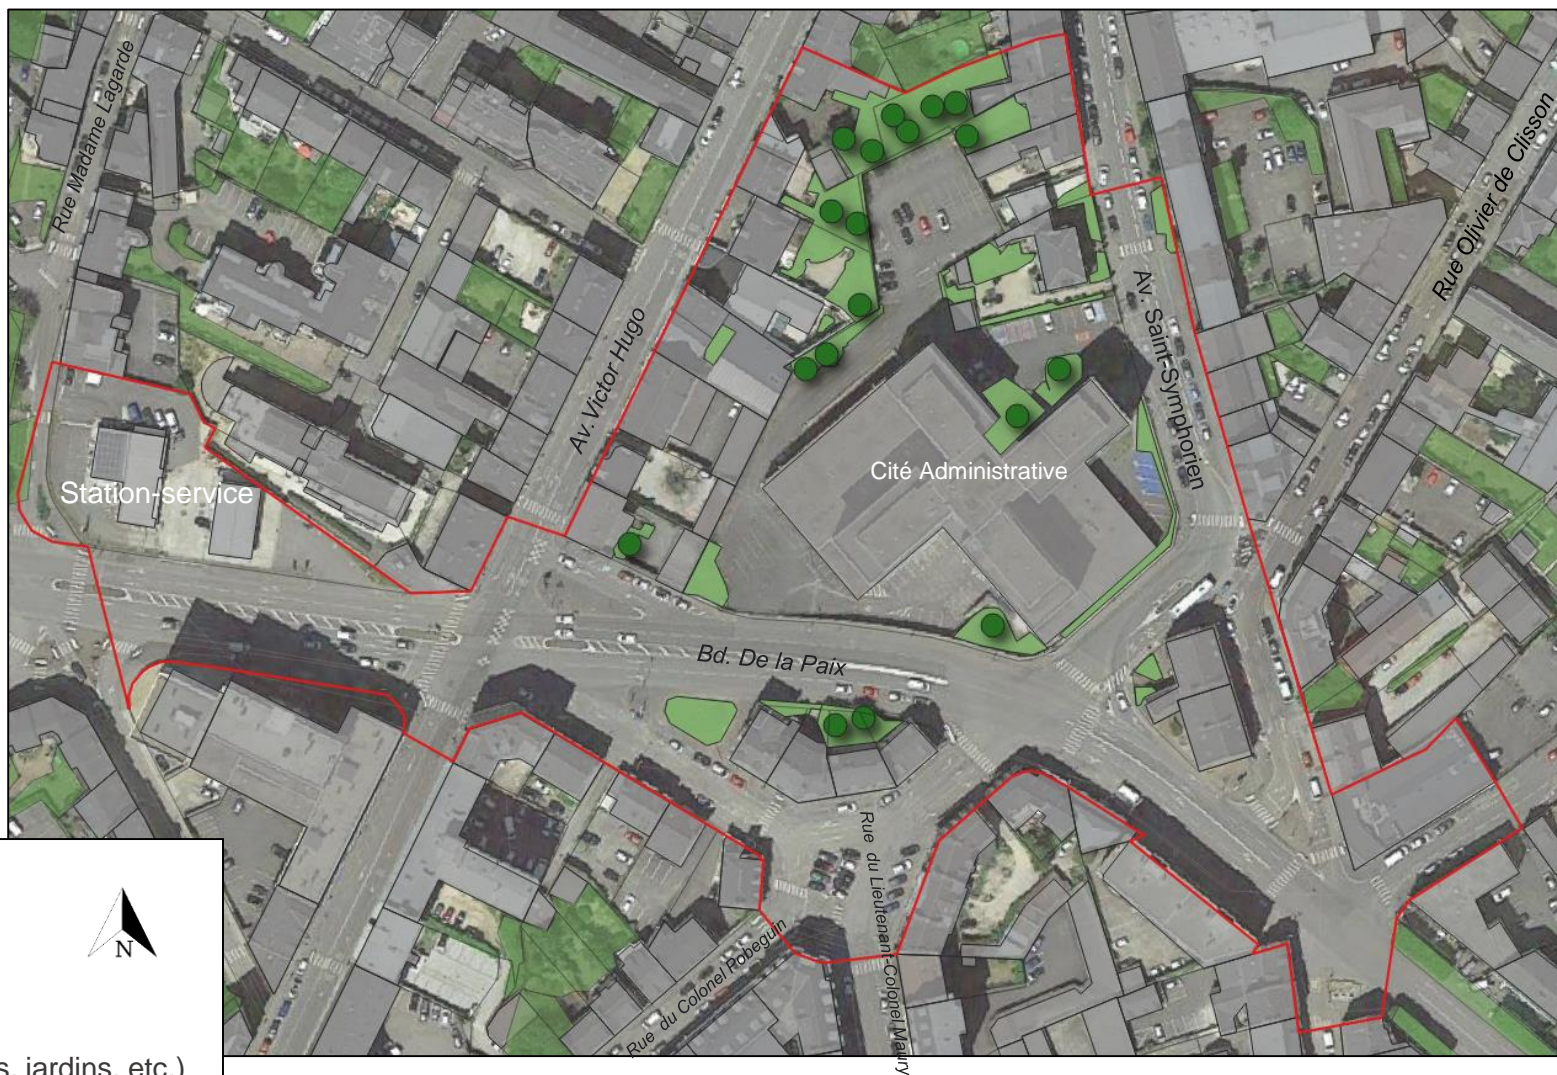 Rue Madame Lagarde
Av. Victor Hugo
Av. Saint-Symphorien
Rue Olivier de Clisson
Cité Administrative
Station-service
Bd. De la Paix
Rue du Lieutenant-Colonel Maury
Rue du Colonel Pobeguin
N
jardins, etc.)